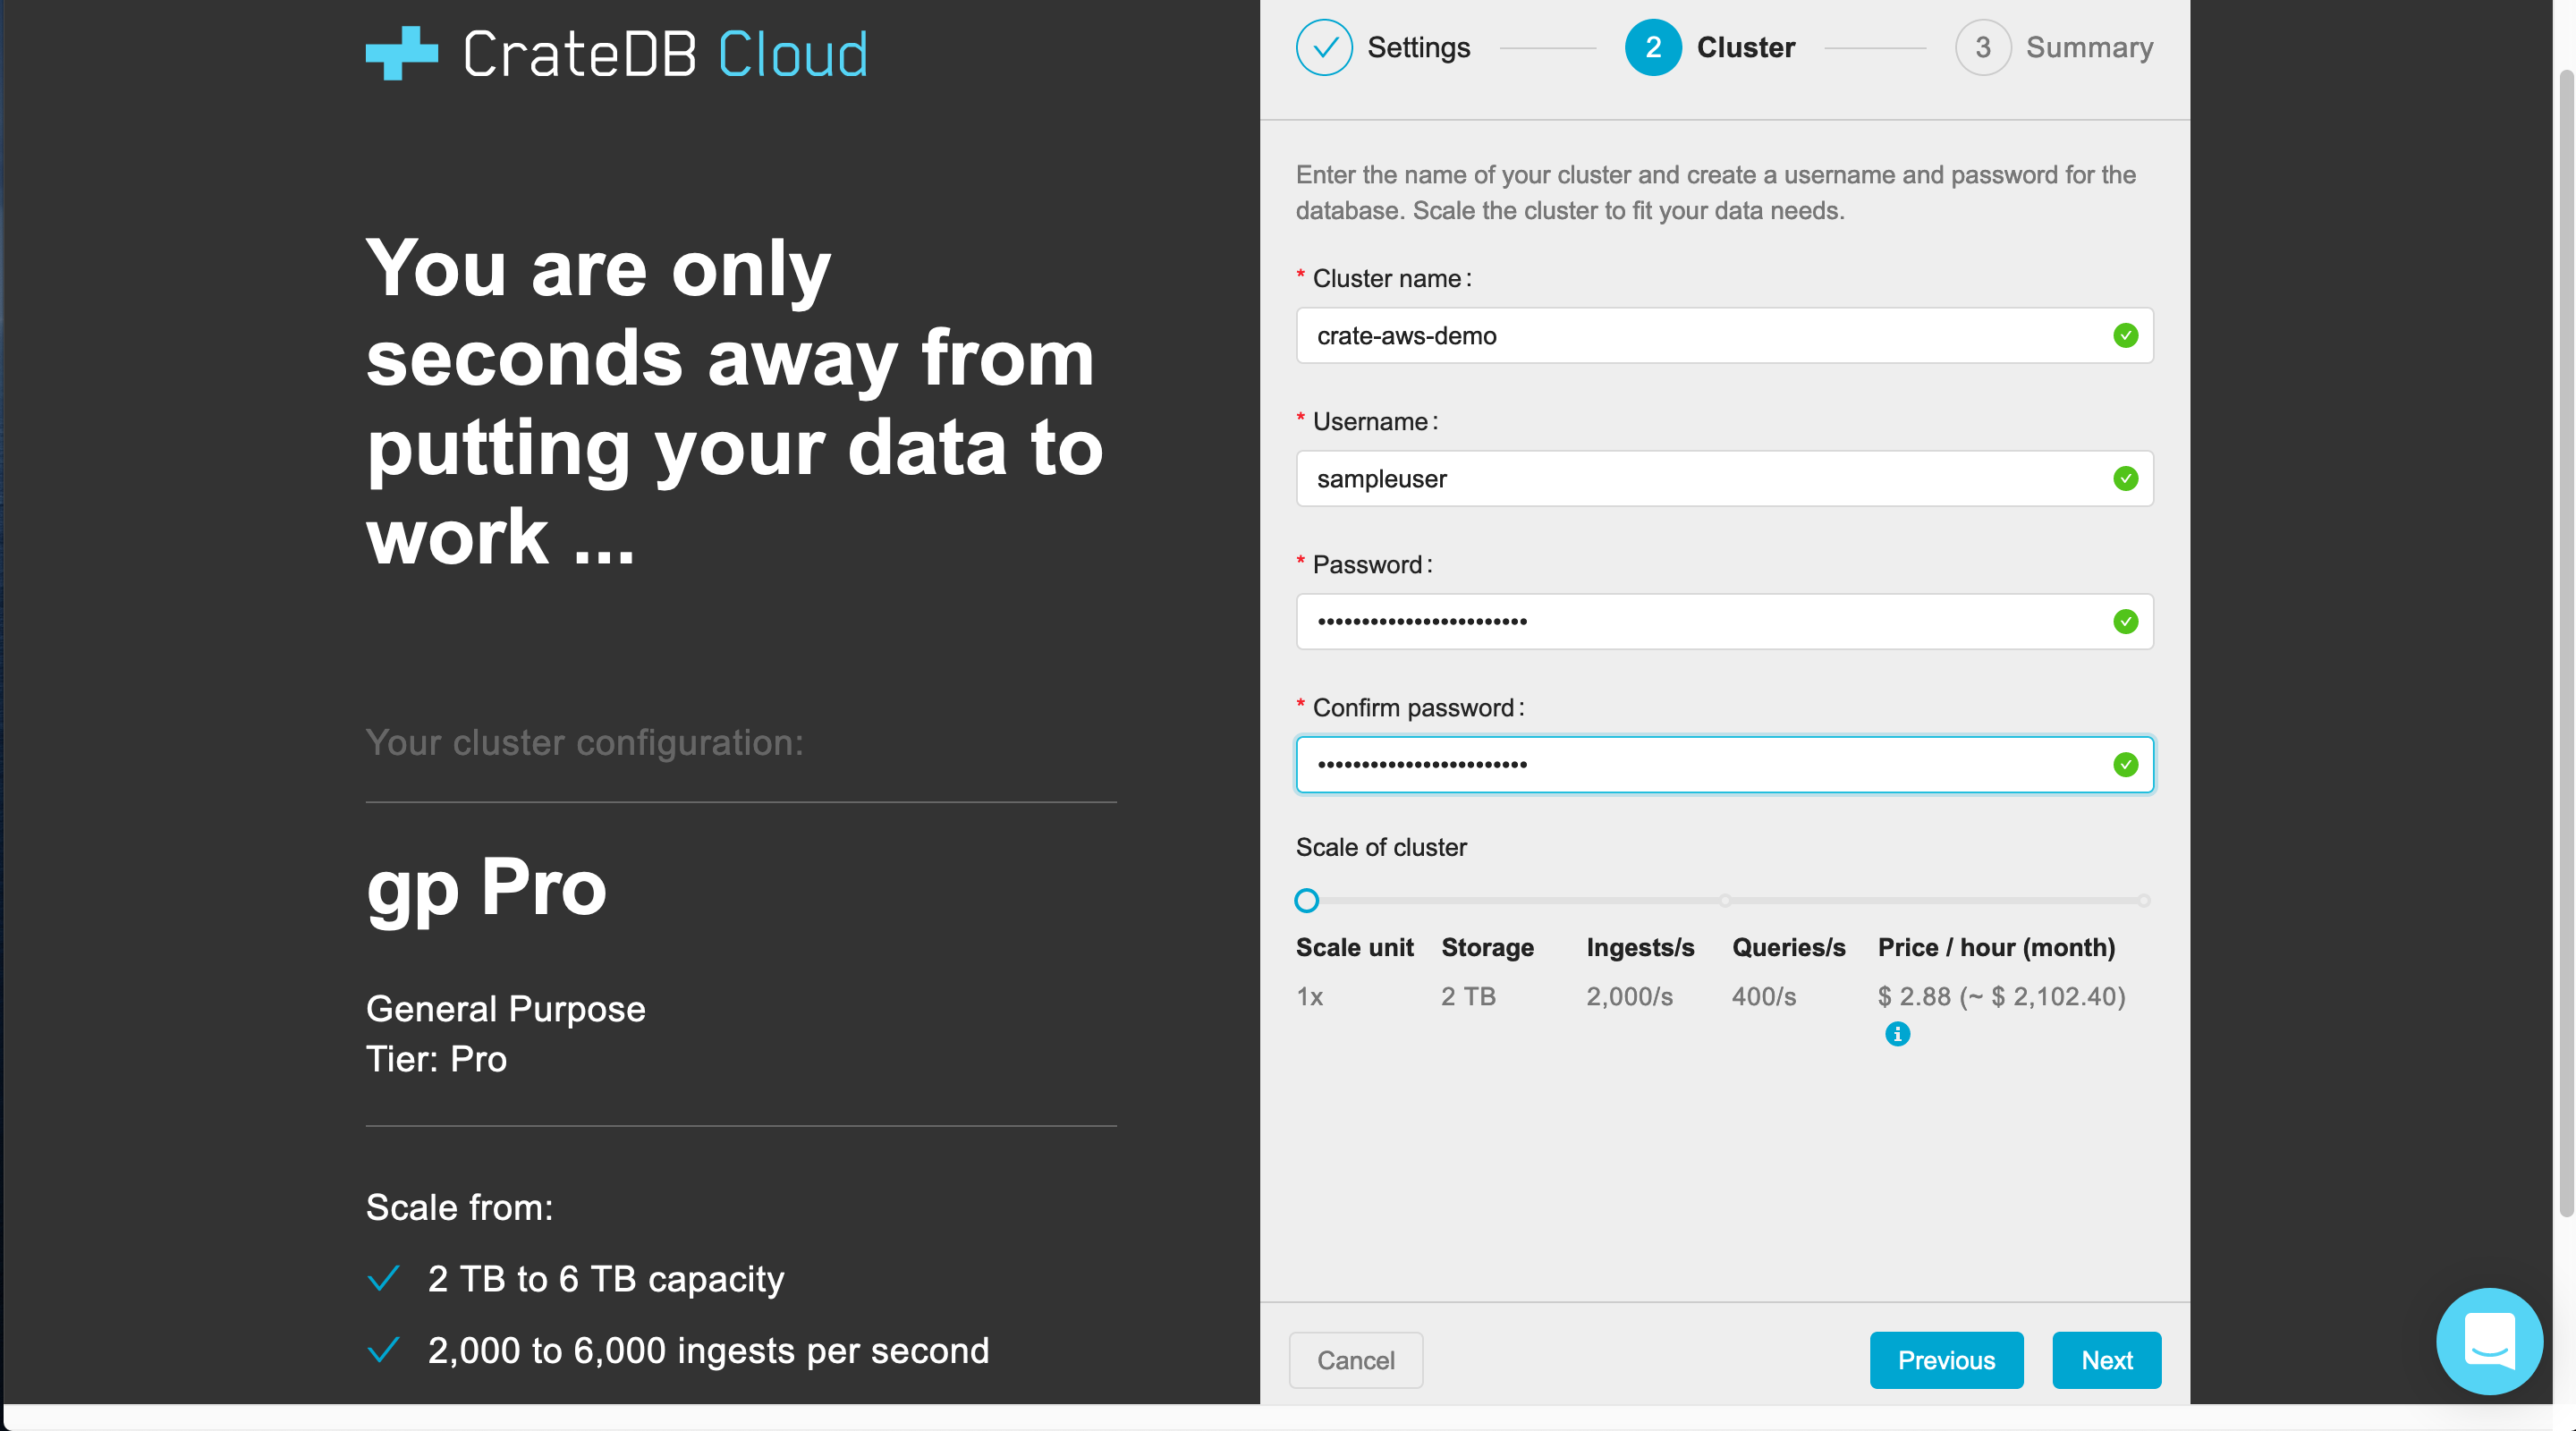 CrateDB Cloud
You are only
seconds away from
putting your data to
work ...
Your cluster configuration:
gp Pro
General Purpose
Tier: Pro
Scale from:
2 TB to 6 TB capacity
2,000 to 6,000 ingests per second
Settings
2 Cluster
3 Summary
Enter the name of your cluster and create a username and password for the
database. Scale the cluster to fit your data needs.
* Cluster name:
crate-aws-demo
* Username:
sampleuser
* Password:
••••••••••••••••••••••••
* Confirm password:
••••••••••••••••••••••••
Scale of cluster
Scale unit Storage Ingests/s Queries/s Price / hour (month)
1x 2 TB 2,000/s 400/s $ 2.88 (~ $ 2,102.40)
Cancel Previous Next